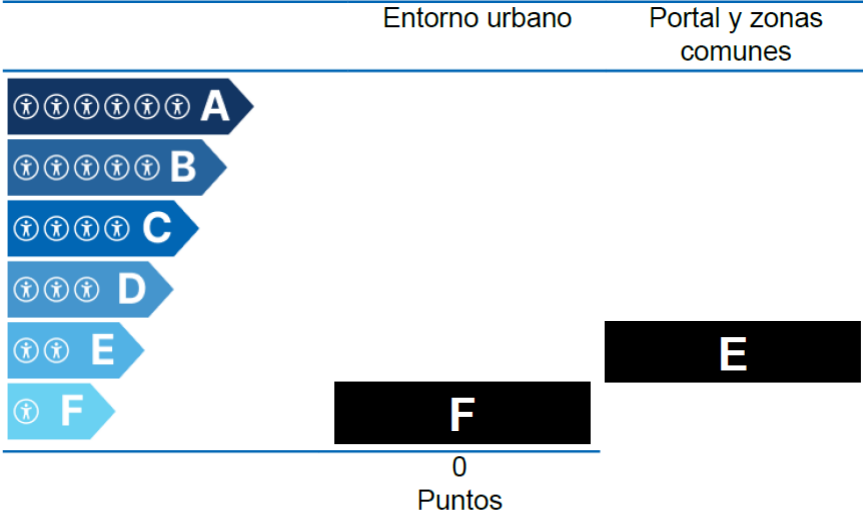 Entorno urbano
Portal y zonas
comunes
A
B
C
D
E
E
F
F
0
Puntos